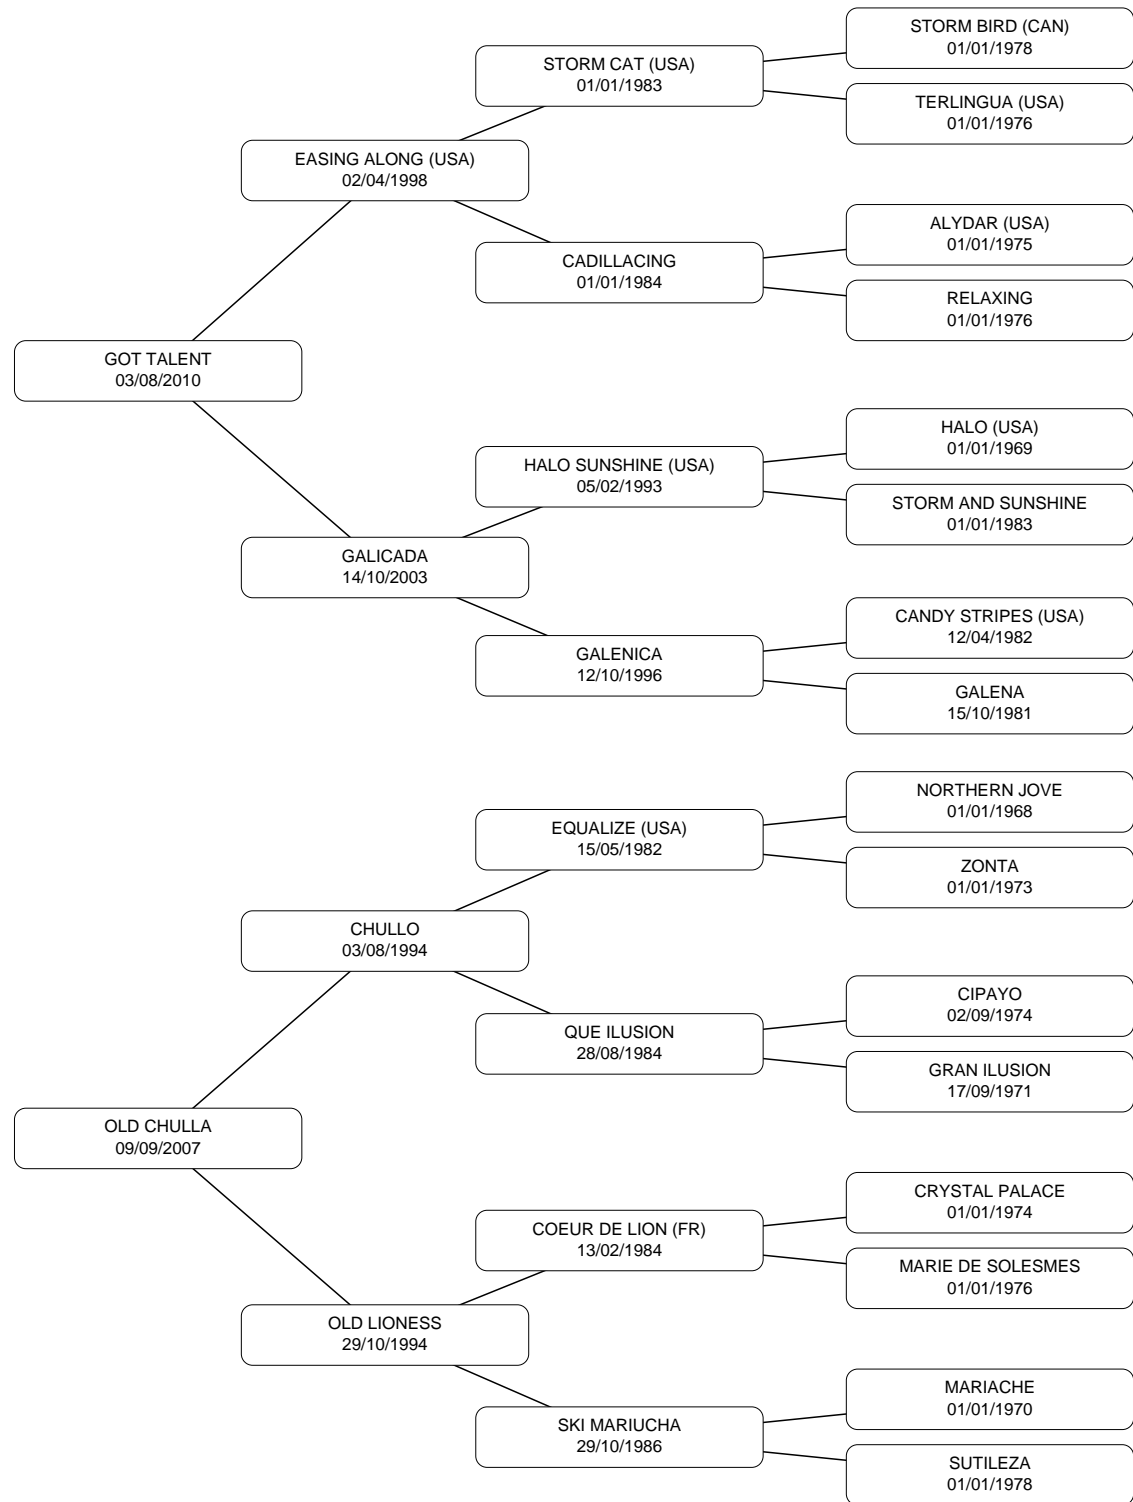 STORM BIRD (CAN)
01/01/1978
STORM CAT (USA)
01/01/1983
TERLINGUA (USA)
01/01/1976
EASING ALONG (USA)
02/04/1998
ALYDAR (USA)
01/01/1975
CADILLACING
01/01/1984
RELAXING
01/01/1976
GOT TALENT
03/08/2010
HALO (USA)
01/01/1969
HALO SUNSHINE (USA)
05/02/1993
STORM AND SUNSHINE
01/01/1983
GALICADA
14/10/2003
CANDY STRIPES (USA)
12/04/1982
GALENICA
12/10/1996
GALENA
15/10/1981
NORTHERN JOVE
01/01/1968
EQUALIZE (USA)
15/05/1982
ZONTA
01/01/1973
CHULLO
03/08/1994
CIPAYO
02/09/1974
QUE ILUSION
28/08/1984
GRAN ILUSION
17/09/1971
OLD CHULLA
09/09/2007
CRYSTAL PALACE
01/01/1974
COEUR DE LION (FR)
13/02/1984
MARIE DE SOLESMES
01/01/1976
OLD LIONESS
29/10/1994
MARIACHE
01/01/1970
SKI MARIUCHA
29/10/1986
SUTILEZA
01/01/1978